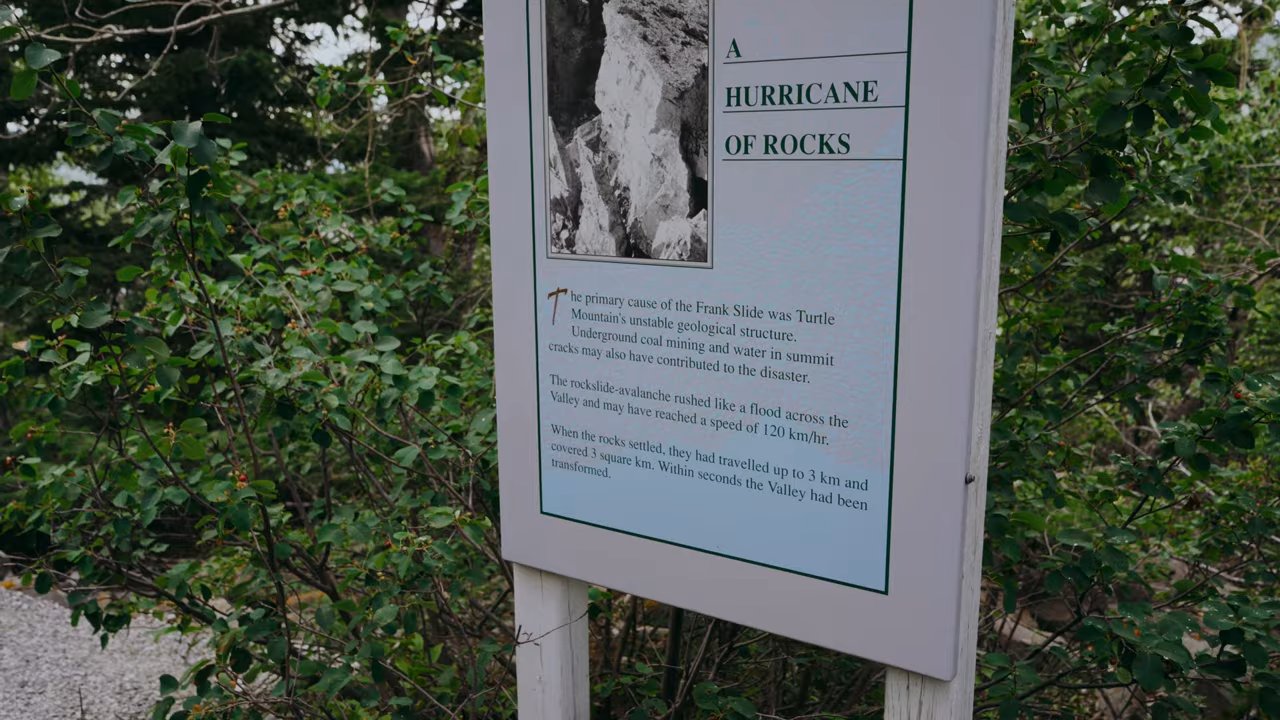 A
HURRICANE
OF ROCKS
The primary cause of the Frank Slide was Turtle
Mountain's unstable geological structure.
Underground coal mining and water in summit
cracks may also have contributed to the disaster.
The rockslide-avalanche rushed like a flood across the
Valley and may have reached a speed of 120 km/hr.
When the rocks settled, they had travelled up to 3 km and
covered 3 square km. Within seconds the Valley had been
transformed.